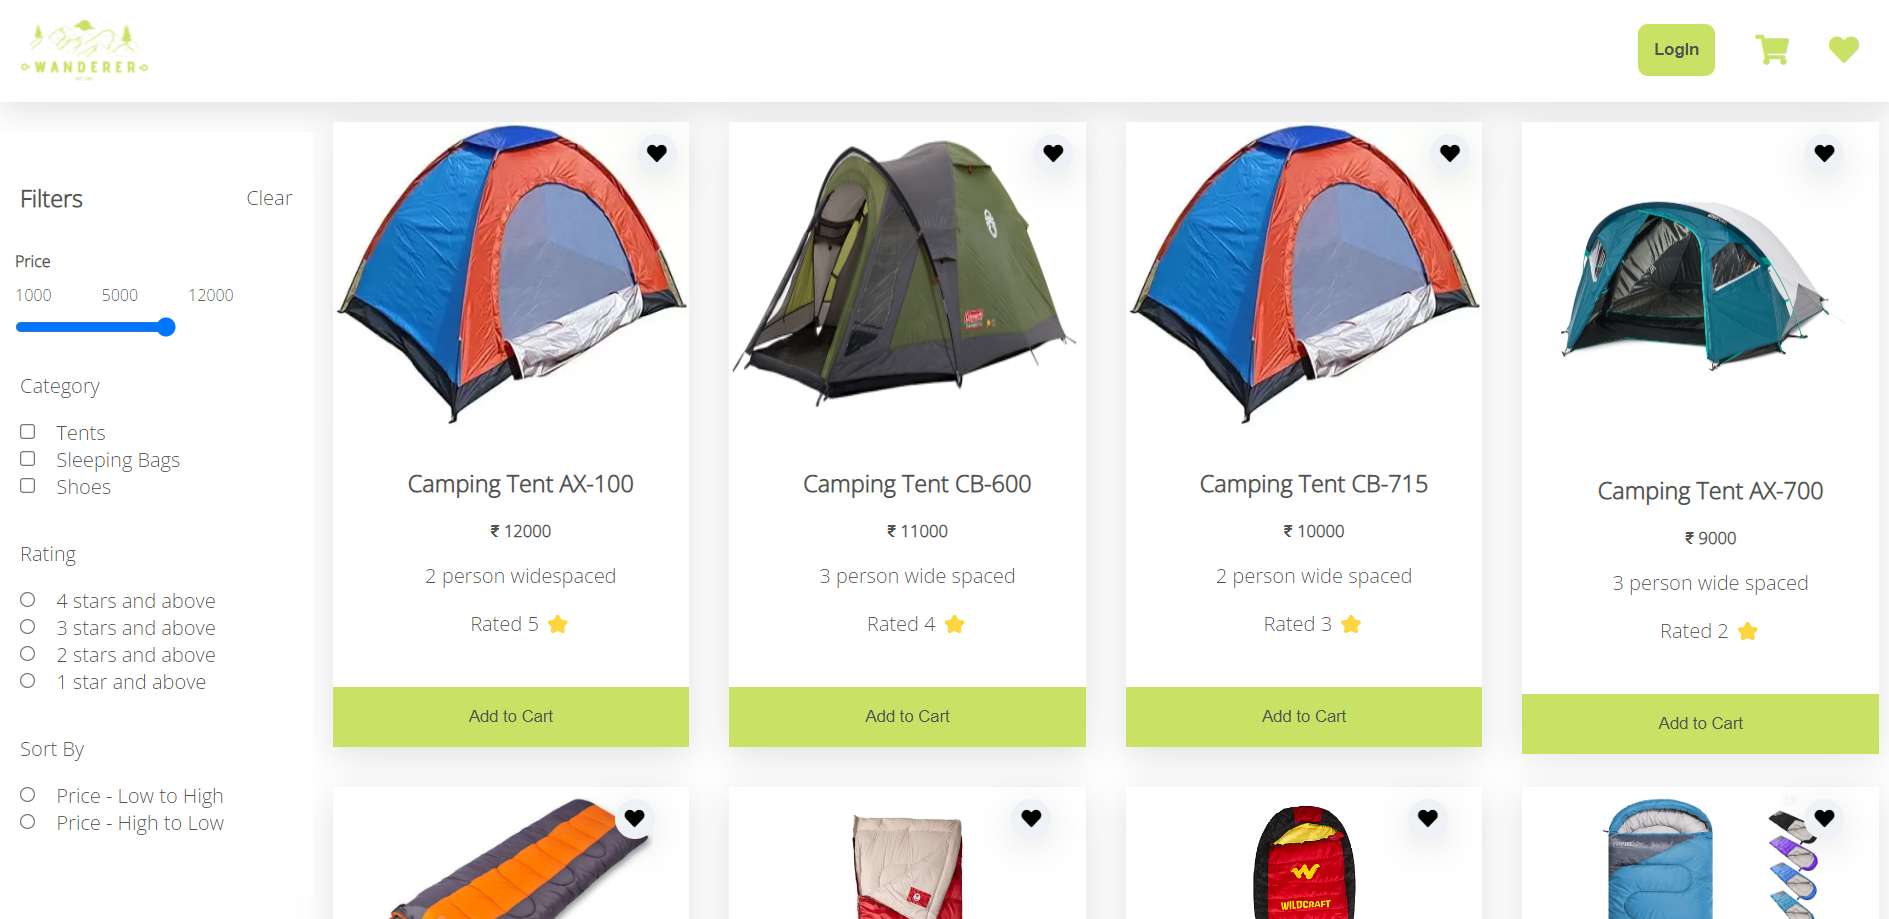 WANDERER
LogIn
Filters
Clear
Price
1000 5000 12000
Category
Tents
Sleeping Bags
Shoes
Rating
4 stars and above
3 stars and above
2 stars and above
1 star and above
Sort By
Price - Low to High
Price - High to Low
Camping Tent AX-100
₹ 12000
2 person widespaced
Rated 5
Add to Cart
Camping Tent CB-600
₹ 11000
3 person wide spaced
Rated 4
Add to Cart
Camping Tent CB-715
₹ 10000
2 person wide spaced
Rated 3
Add to Cart
Camping Tent AX-700
₹ 9000
3 person wide spaced
Rated 2
Add to Cart
WILDCRAFT